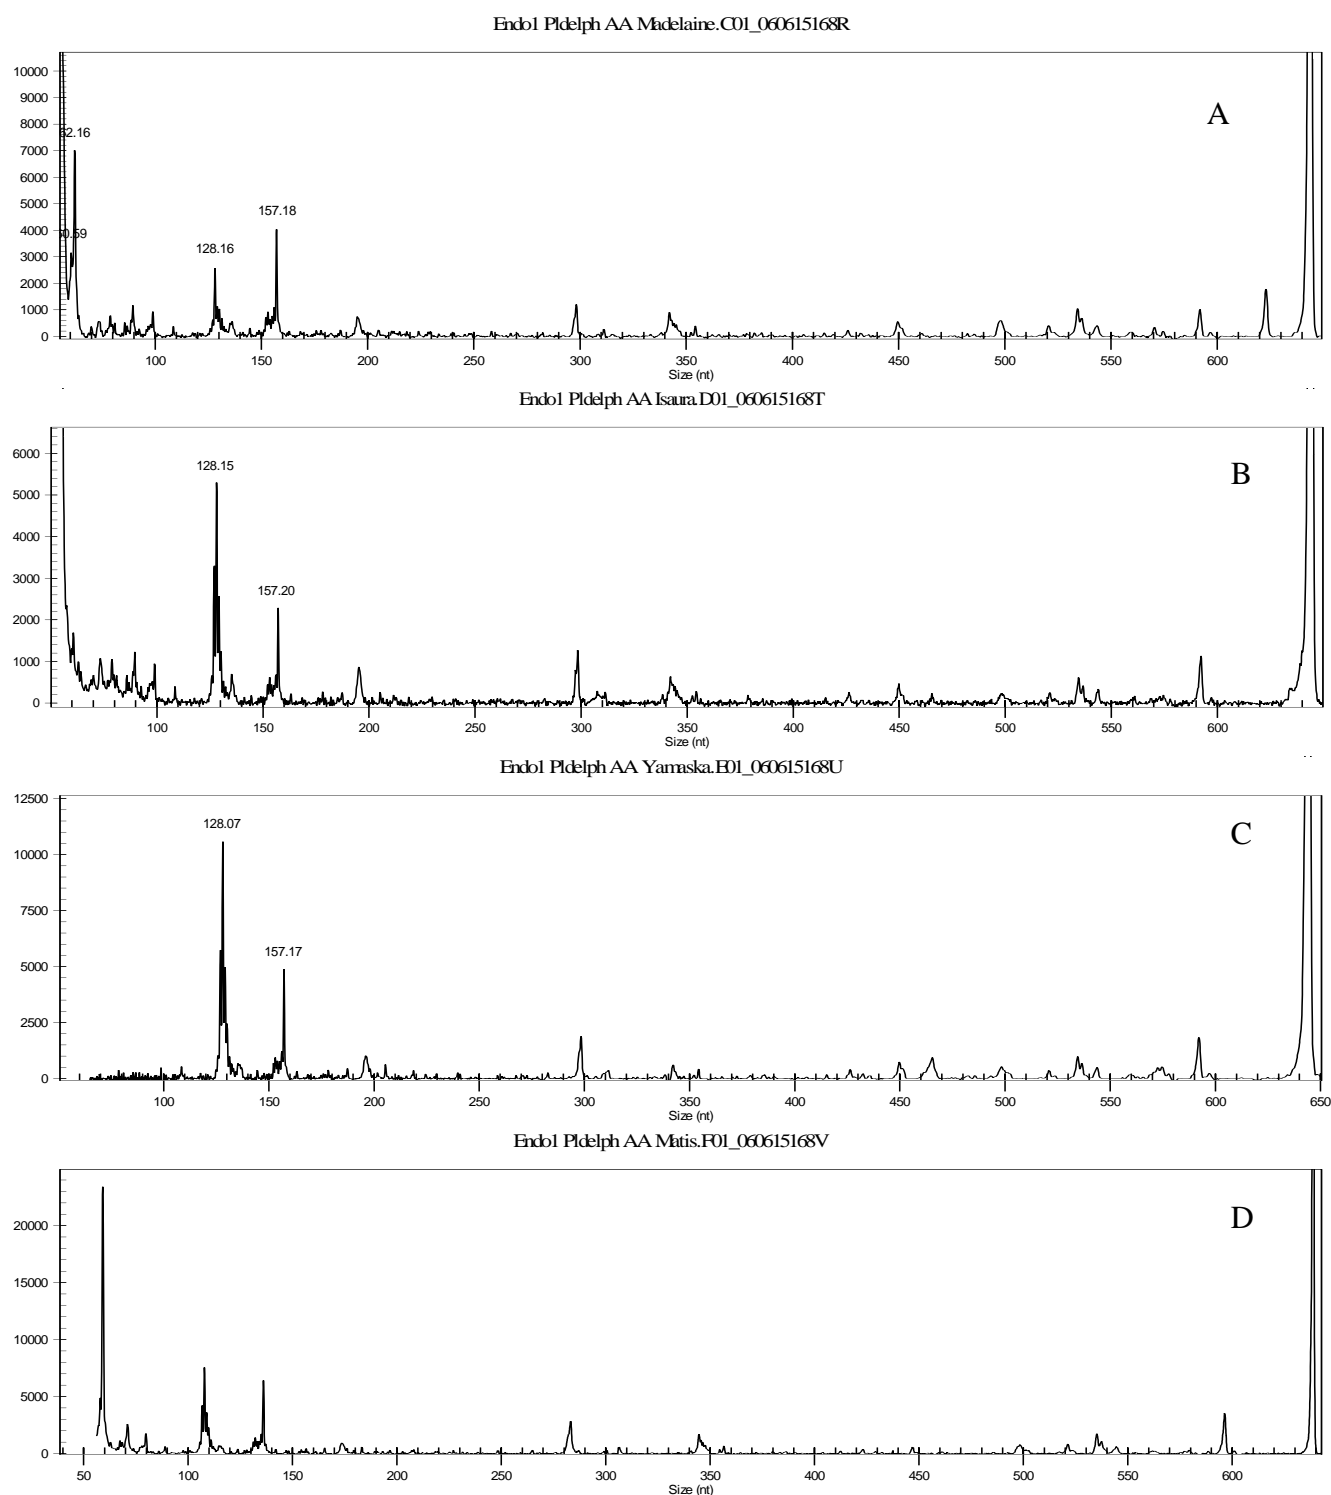 Endo1 Pldelph AA Madelaine.C01_060615168R
10000
9000
8000
7000
6000
5000
4000
3000
2000
1000
0
62.16
157.18
128.16
A
100 150 200 250 300 350 400 450 500 550 600
Size (nt)
Endo1 Pldelph AA Isaura.D01_060615168T
6000
5000
4000
3000
2000
1000
0
128.15
157.20
B
100 150 200 250 300 350 400 450 500 550 600
Size (nt)
Endo1 Pldelph AA Yamaska.E01_060615168U
12500
10000
7500
5000
2500
0
128.07
157.17
C
100 150 200 250 300 350 400 450 500 550 600 650
Size (nt)
Endo1 Pldelph AA Matis.F01_060615168V
20000
15000
10000
5000
0
D
50 100 150 200 250 300 350 400 450 500 550 600
Size (nt)